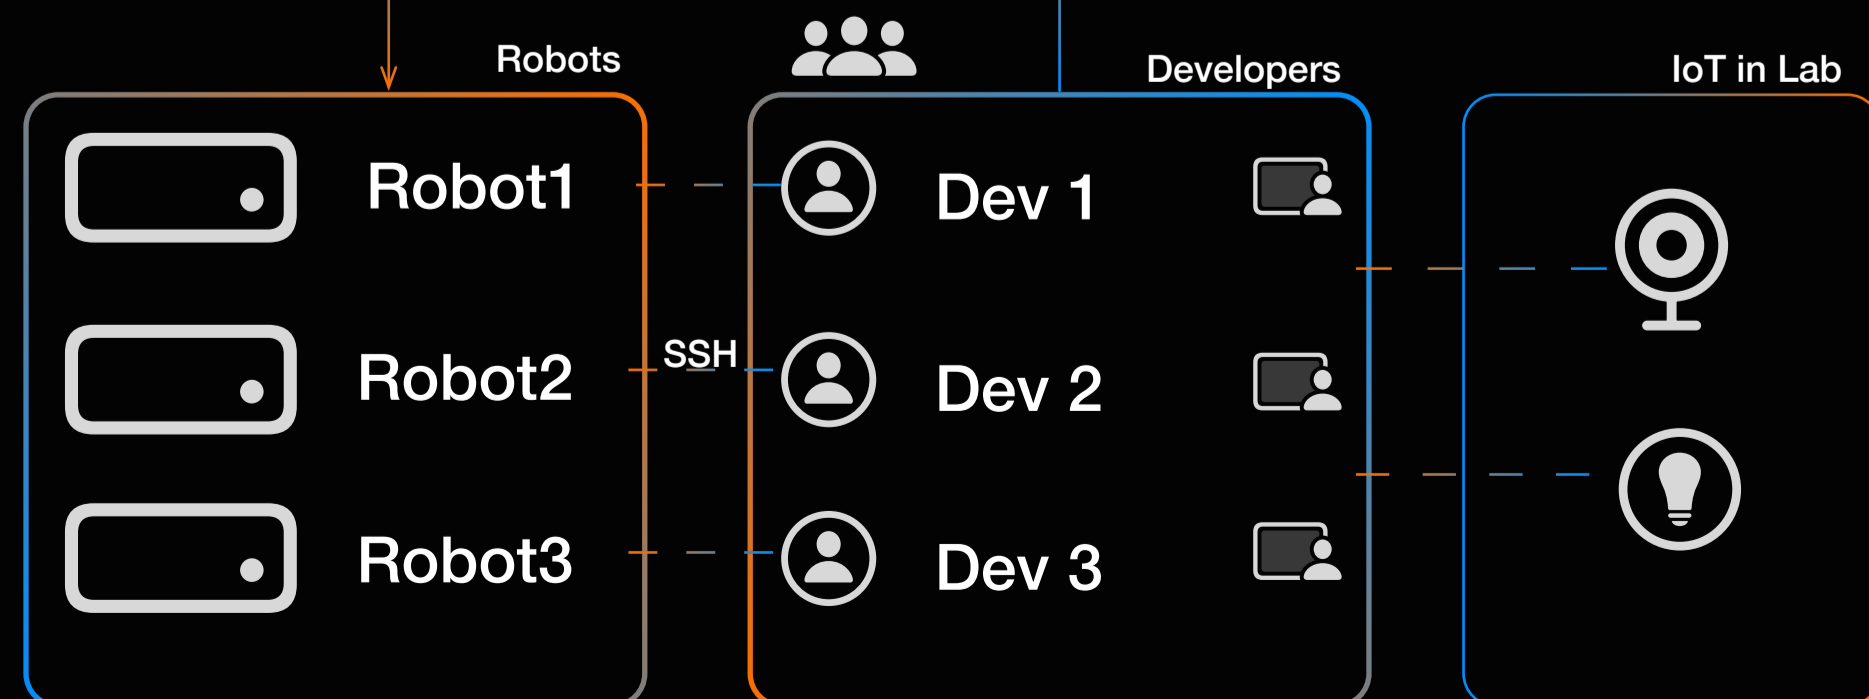 Robots
Developers
IoT in Lab
Robot1
Dev 1
Robot2
SSH
Dev 2
Robot3
Dev 3